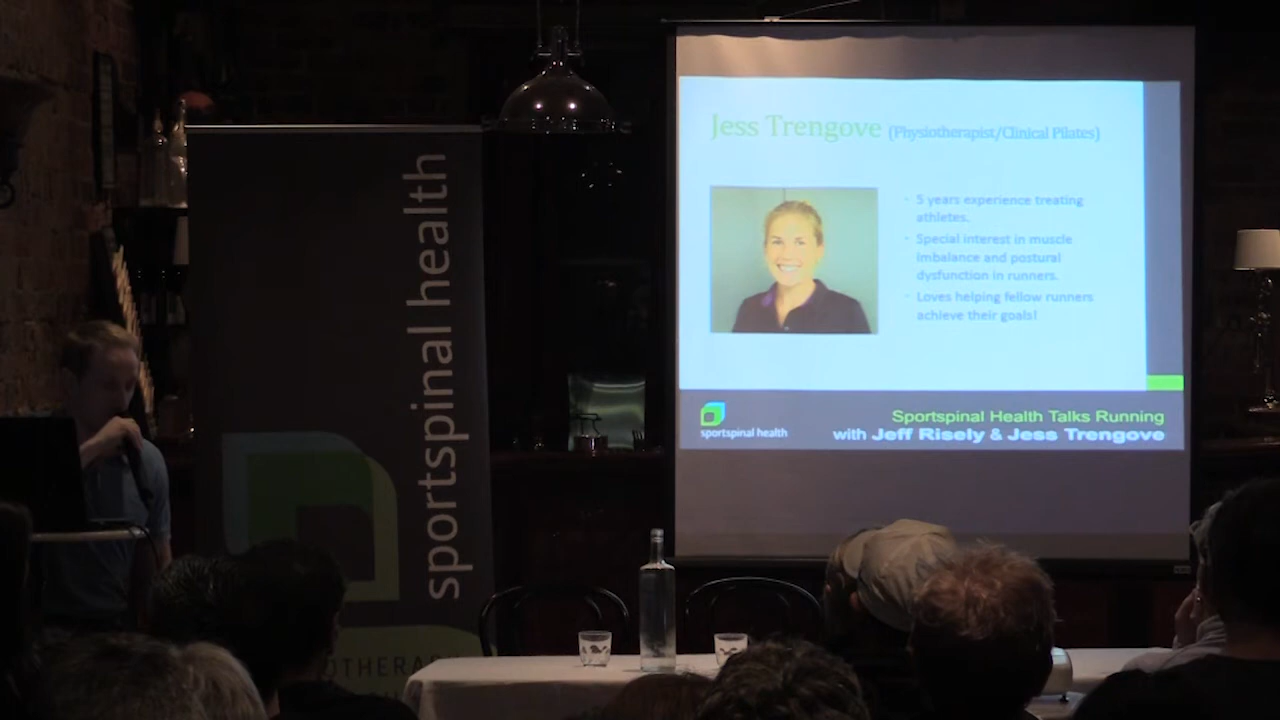 sportspinal health
OTHERAP
Jess Trengove (Physiotherapist/Clinical Pilates)
5 years experience treating
athletes.
Special interest in muscle
imbalance and postural
dysfunction in runners.
Loves helping fellow runners
achieve their goals!
sportspinal health
Sportspinal Health Talks Running
with Jeff Risely & Jess Trengove